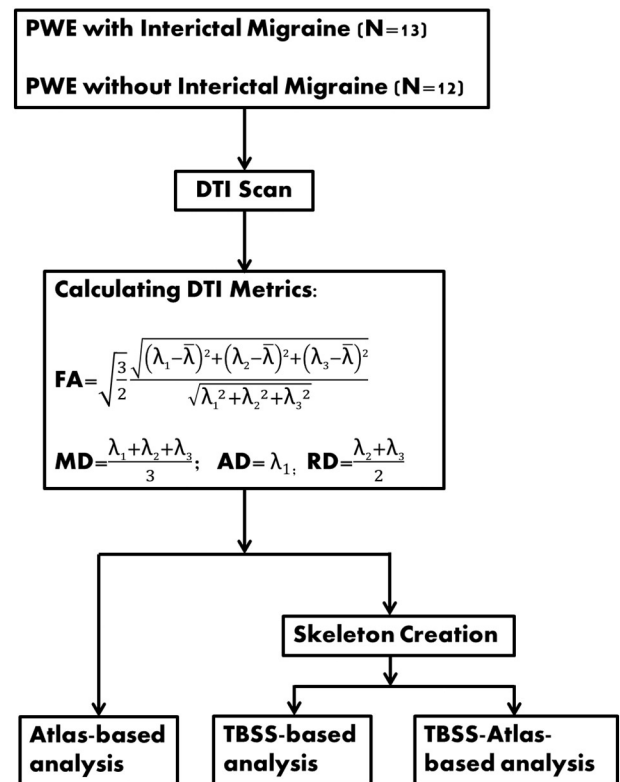 PWE with Interictal Migraine (N=13)
PWE without Interictal Migraine (N=12)
DTI Scan
Calculating DTI Metrics:
FA=√(3/2) √((λ₁−λ̄)²+(λ₂−λ̄)²+(λ₃−λ̄)²)/√(λ₁²+λ₂²+λ₃²)
MD=(λ₁+λ₂+λ₃)/3; AD=λ₁; RD=(λ₂+λ₃)/2
Skeleton Creation
Atlas-based
analysis
TBSS-based
analysis
TBSS-Atlas-
based analysis